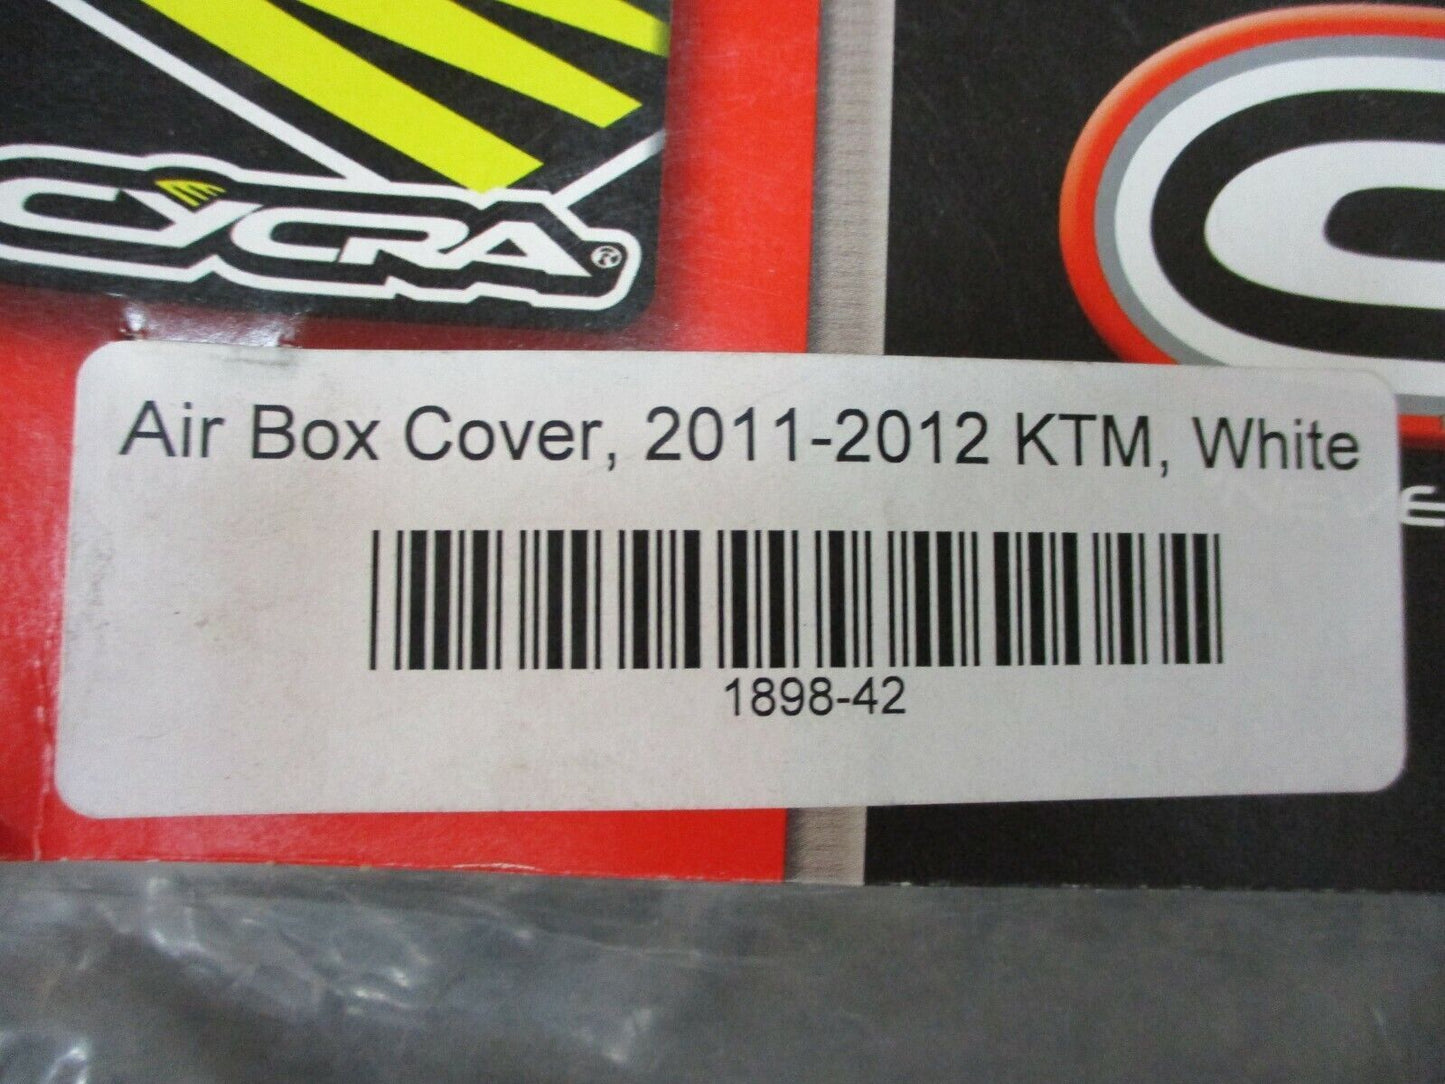 CYCRA®
Air Box Cover, 2011-2012 KTM, White
1898-42